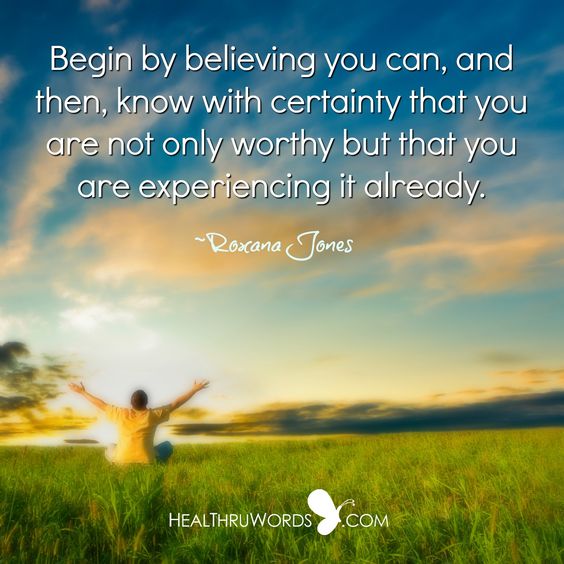 Begin by believing you can, and
then, know with certainty that you
are not only worthy but that you
are experiencing it already.
~Roxana Jones
HEALTHRUWORDS.COM